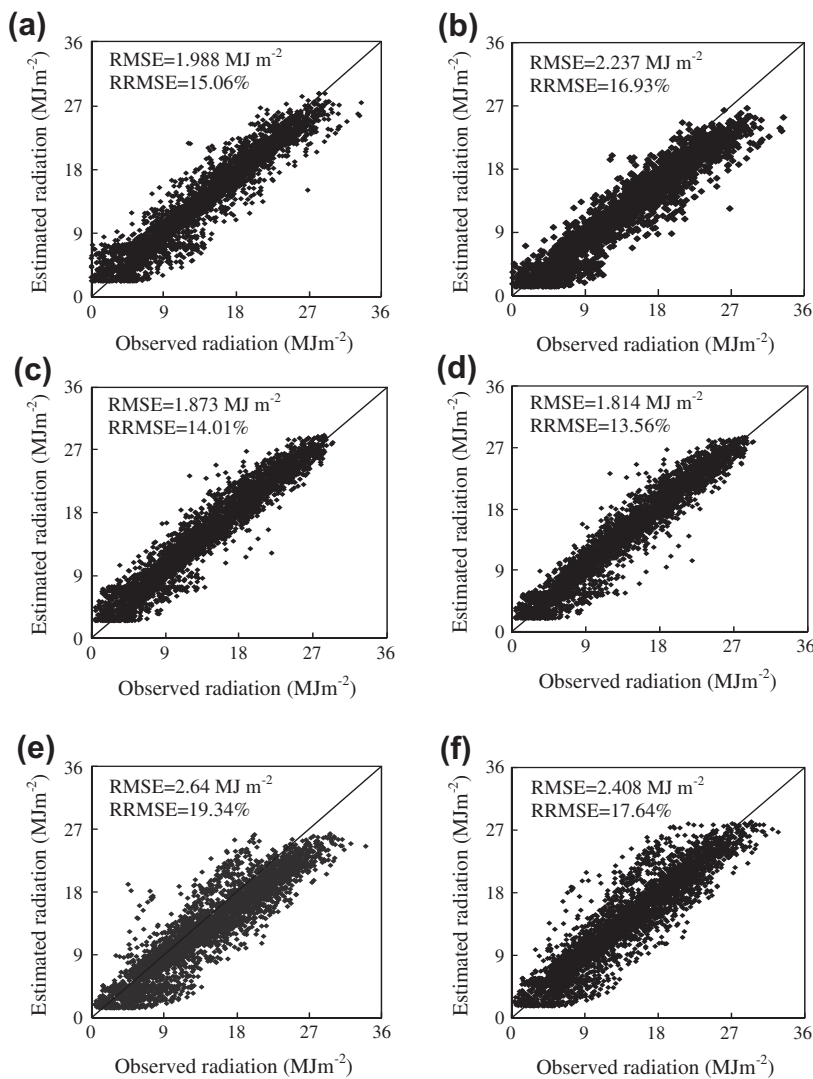 (a)
36
27
18
9
0
Estimated radiation (MJm-2)
RMSE=1.988 MJ m-2
RRMSE=15.06%
0 9 18 27 36
Observed radiation (MJm-2)
(b)
36
27
18
9
0
Estimated radiation (MJm-2)
RMSE=2.237 MJ m-2
RRMSE=16.93%
0 9 18 27 36
Observed radiation (MJm-2)
(c)
36
27
18
9
0
Estimated radiation (MJm-2)
RMSE=1.873 MJ m-2
RRMSE=14.01%
0 9 18 27 36
Observed radiation (MJm-2)
(d)
36
27
18
9
0
Estimated radiation (MJm-2)
RMSE=1.814 MJ m-2
RRMSE=13.56%
0 9 18 27 36
Observed radiation (MJm-2)
(e)
36
27
18
9
0
Estimated radiation (MJm-2)
RMSE=2.64 MJ m-2
RRMSE=19.34%
0 9 18 27 36
Observed radiation (MJm-2)
(f)
36
27
18
9
0
Estimated radiation (MJm-2)
RMSE=2.408 MJ m-2
RRMSE=17.64%
0 9 18 27 36
Observed radiation (MJm-2)